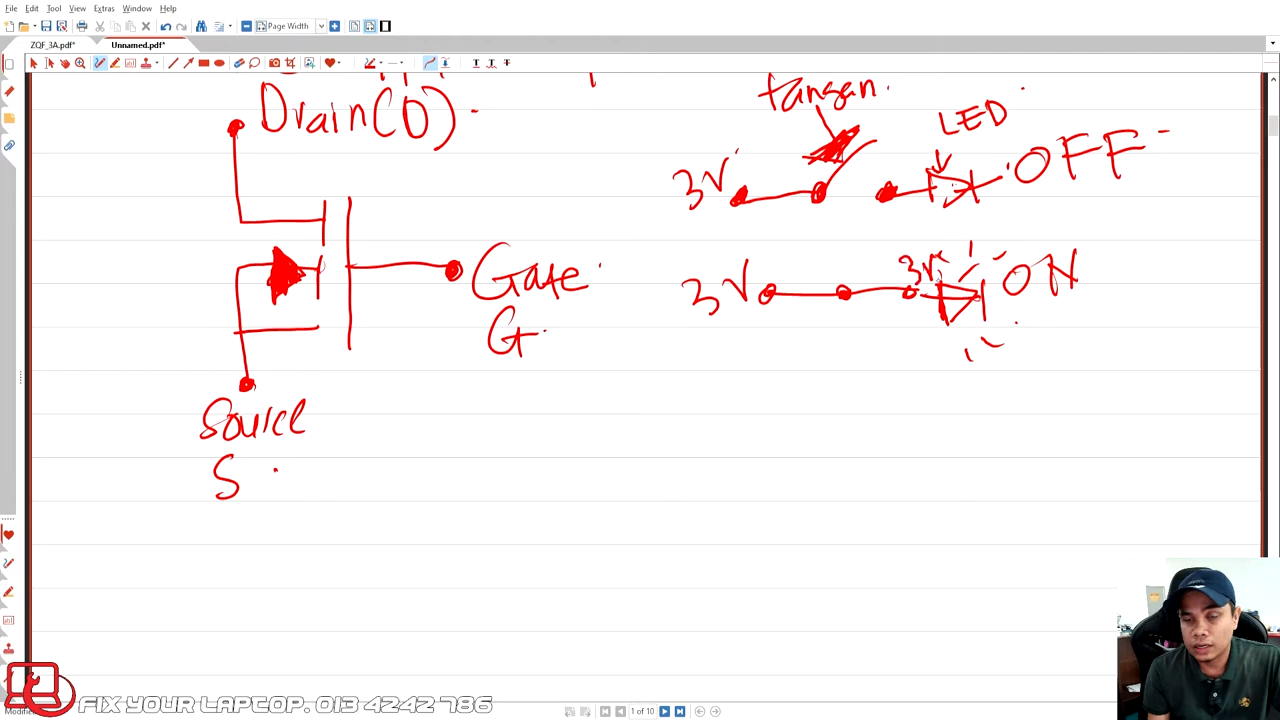 File Edit Tool Extras Window Help
Page Width
ZQF_3A.pdf*
Unnamed.pdf*
Drain(D)
Gate
G
Source
S
tangan
LED
3V
OFF
3V
3V
ON
FIX YOUR LAPTOP. 013 4242 786
1 of 10